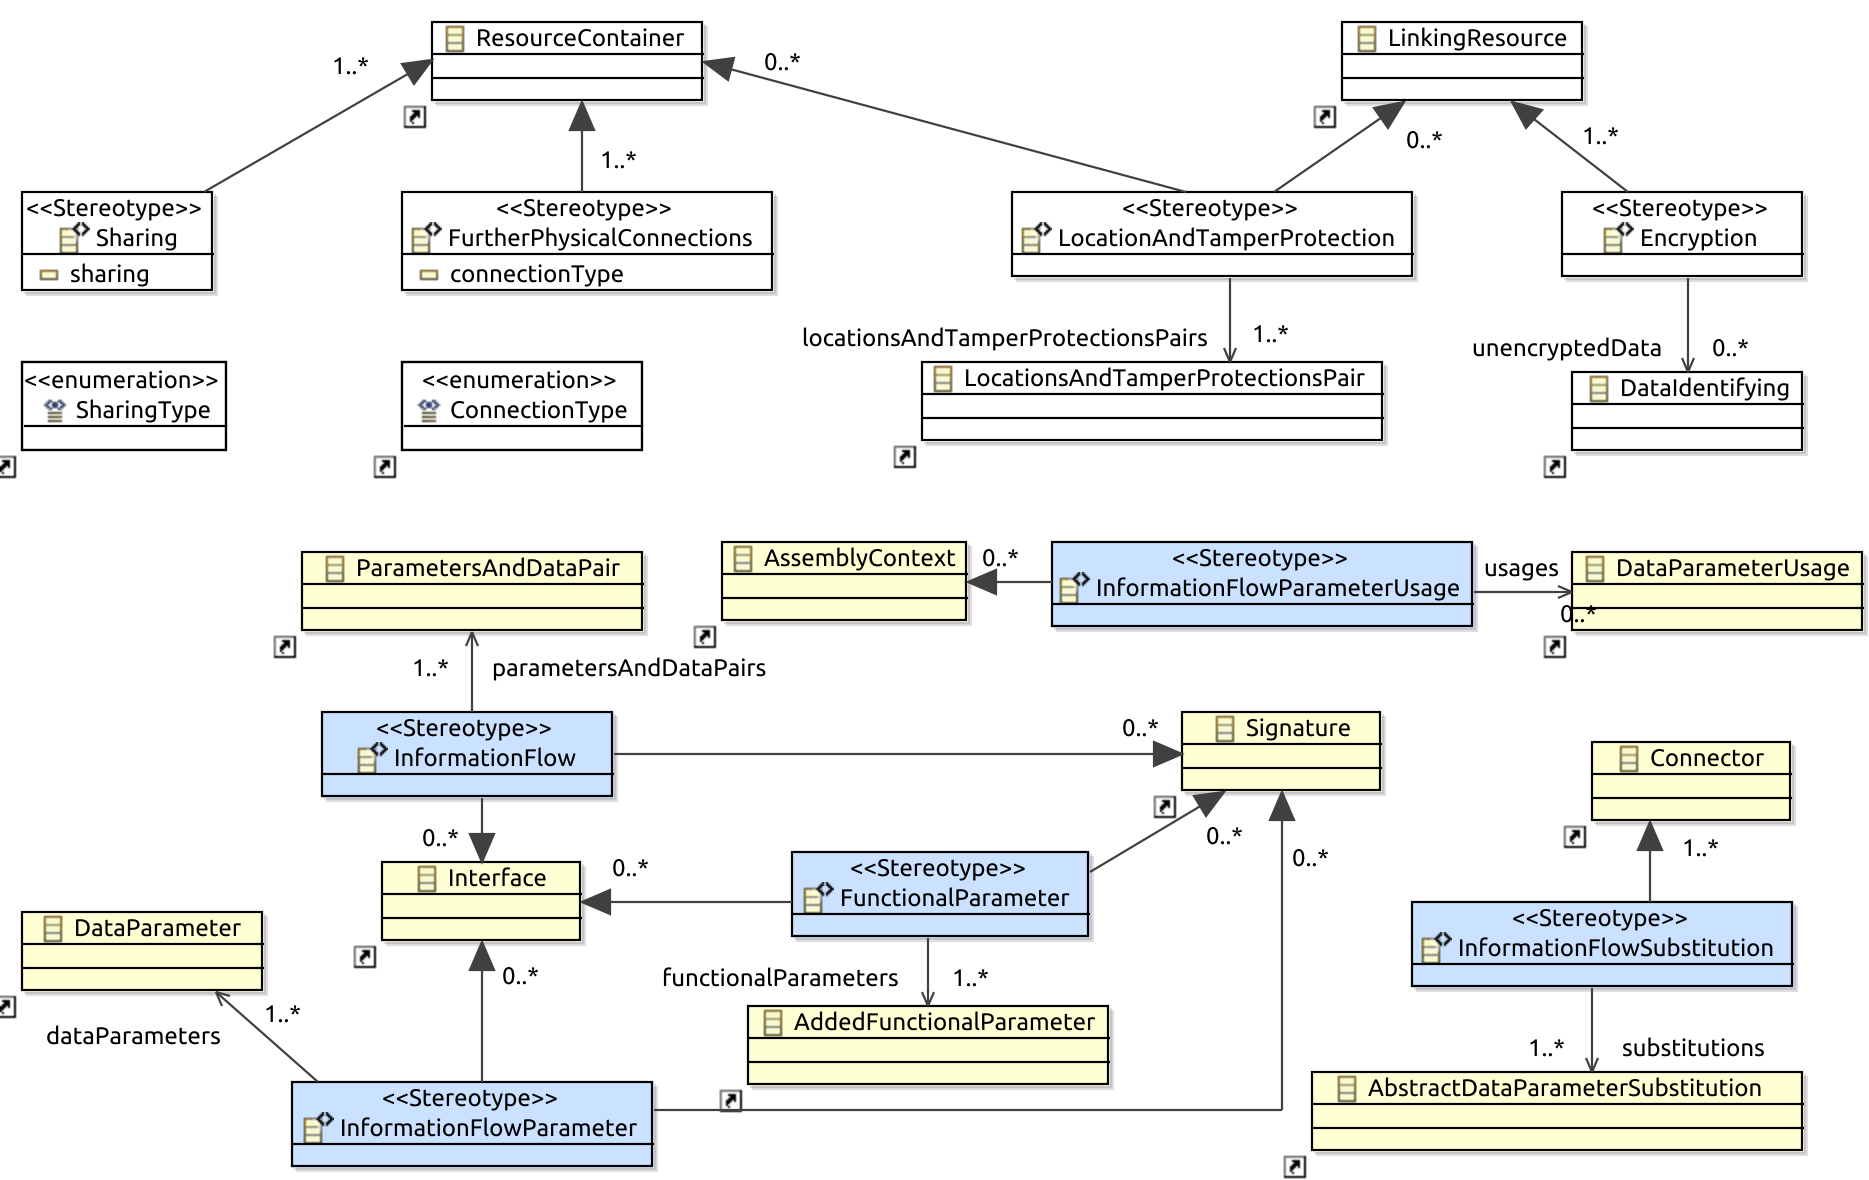 ResourceContainer
LinkingResource
1..*
0..*
1..*
0..*
1..*
<<Stereotype>>
Sharing
sharing
<<Stereotype>>
FurtherPhysicalConnections
connectionType
<<Stereotype>>
LocationAndTamperProtection
<<Stereotype>>
Encryption
locationsAndTamperProtectionsPairs
1..*
unencryptedData
0..*
<<enumeration>>
SharingType
<<enumeration>>
ConnectionType
LocationsAndTamperProtectionsPair
DataIdentifying
ParametersAndDataPair
AssemblyContext
0..*
<<Stereotype>>
InformationFlowParameterUsage
usages
0..*
DataParameterUsage
1..*
parametersAndDataPairs
<<Stereotype>>
InformationFlow
0..*
Signature
Connector
0..*
0..*
0..*
1..*
Interface
0..*
<<Stereotype>>
FunctionalParameter
DataParameter
<<Stereotype>>
InformationFlowSubstitution
0..*
functionalParameters
1..*
1..*
dataParameters
AddedFunctionalParameter
1..*
substitutions
<<Stereotype>>
InformationFlowParameter
AbstractDataParameterSubstitution